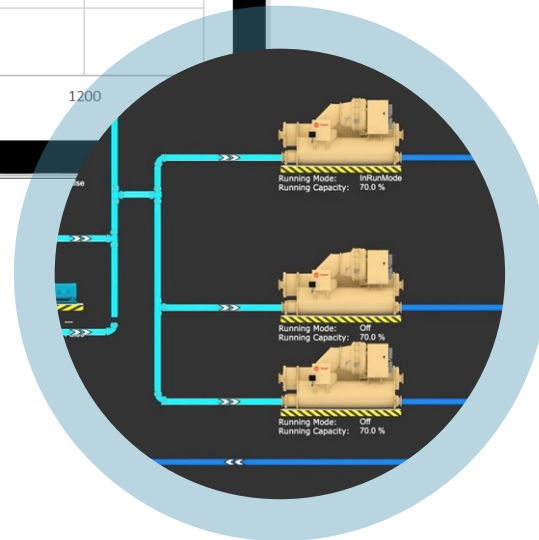 1200
Running Mode: InRunMode
Running Capacity: 70.0 %
Running Mode: Off
Running Capacity: 70.0 %
Running Mode: Off
Running Capacity: 70.0 %